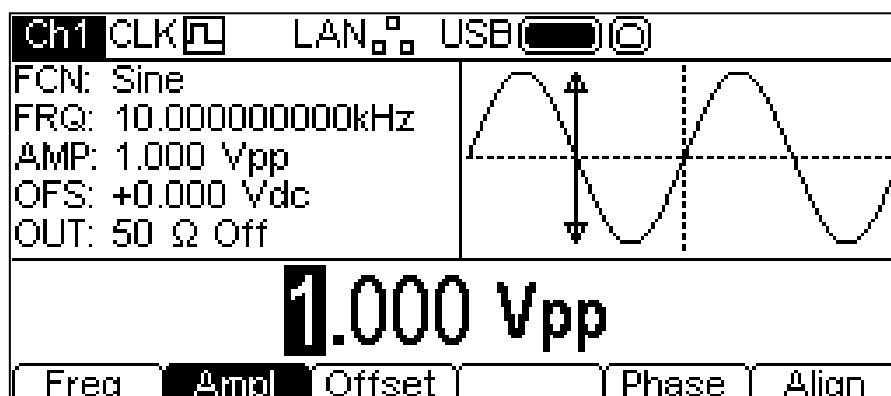 Ch1 CLK LAN USB
FCN: Sine
FRQ: 10.000000000kHz
AMP: 1.000 Vpp
OFS: +0.000 Vdc
OUT: 50 Ω Off
1.000 Vpp
Freq Ampl Offset Phase Align